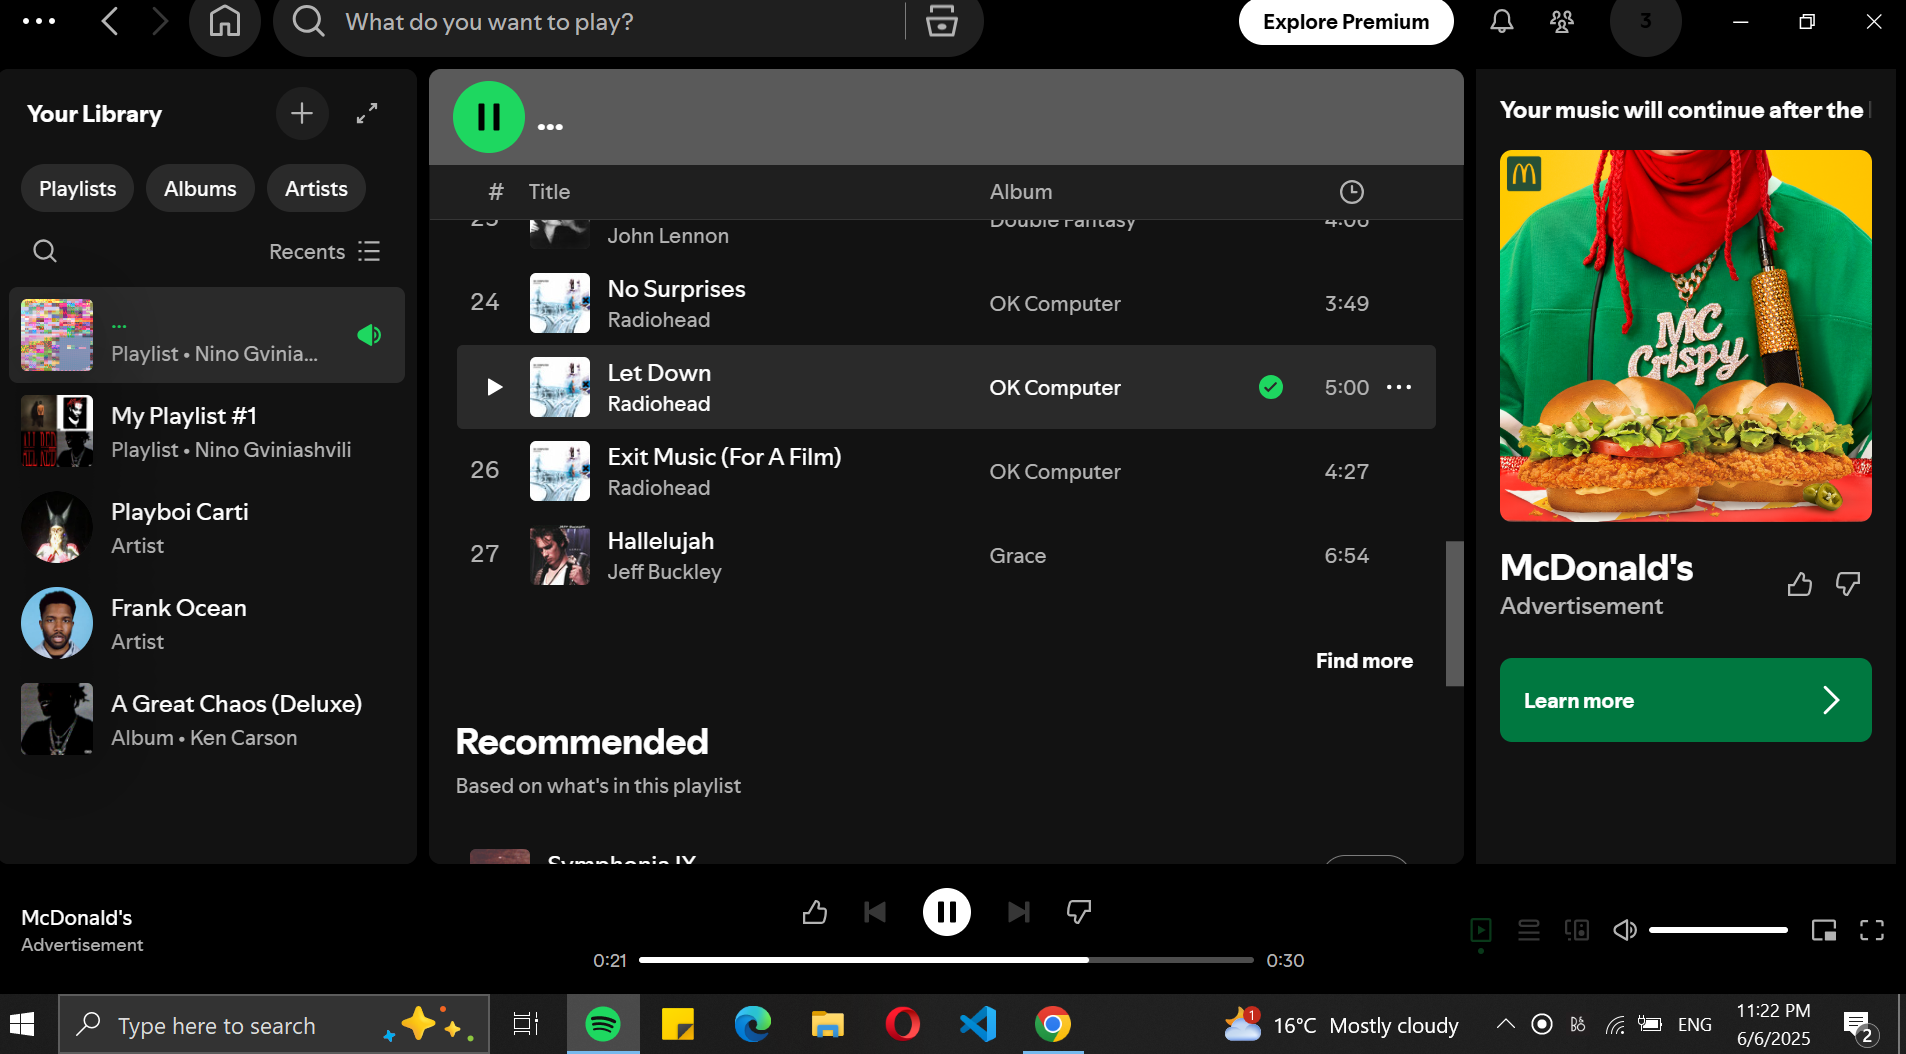 What do you want to play?
Explore Premium
3
Your Library
Playlists
Albums
Artists
Recents
...
Playlist • Nino Gvinia...
My Playlist #1
Playlist • Nino Gviniashvili
Playboi Carti
Artist
Frank Ocean
Artist
A Great Chaos (Deluxe)
Album • Ken Carson
...
# Title Album
Double Fantasy 4:06
John Lennon
24 No Surprises OK Computer 3:49
Radiohead
Let Down OK Computer 5:00
Radiohead
26 Exit Music (For A Film) OK Computer 4:27
Radiohead
27 Hallelujah Grace 6:54
Jeff Buckley
Find more
Recommended
Based on what's in this playlist
Symphonia IX
Your music will continue after the
MC
Crispy
McDonald's
Advertisement
Learn more
McDonald's
Advertisement
0:21
0:30
Type here to search
1
16°C Mostly cloudy
ENG
11:22 PM
6/6/2025
2